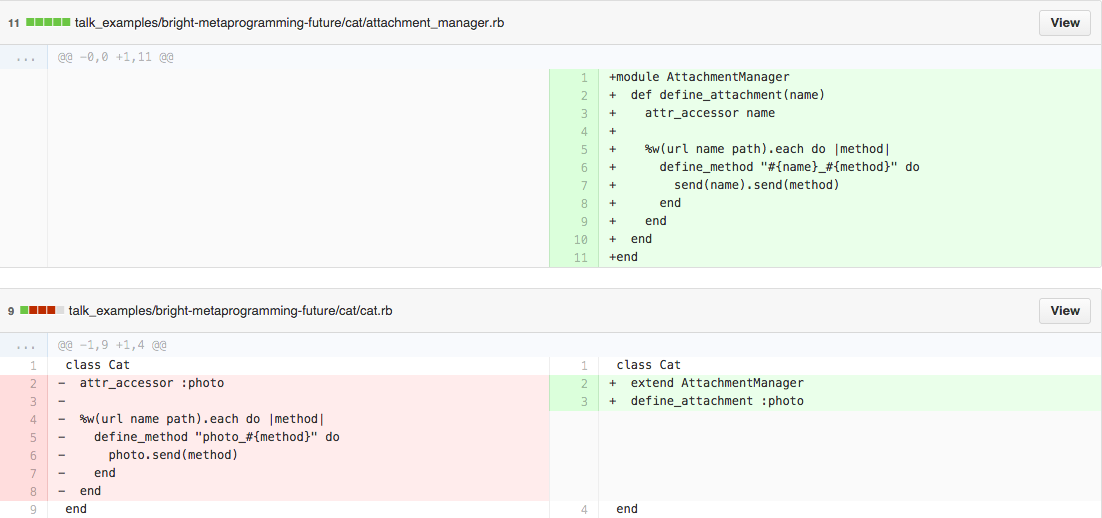 11 talk_examples/bright-metaprogramming-future/cat/attachment_manager.rb View
... @@ -0,0 +1,11 @@
1 +module AttachmentManager
2 +  def define_attachment(name)
3 +    attr_accessor name
4 +
5 +    %w(url name path).each do |method|
6 +      define_method "#{name}_#{method}" do
7 +        send(name).send(method)
8 +      end
9 +    end
10 +  end
11 +end
9 talk_examples/bright-metaprogramming-future/cat/cat.rb View
... @@ -1,9 +1,4 @@
1 class Cat 1 class Cat
2 -  attr_accessor :photo 2 +  extend AttachmentManager
3 - 3 +  define_attachment :photo
4 -  %w(url name path).each do |method|
5 -    define_method "photo_#{method}" do
6 -      photo.send(method)
7 -    end
8 -  end
9 end 4 end